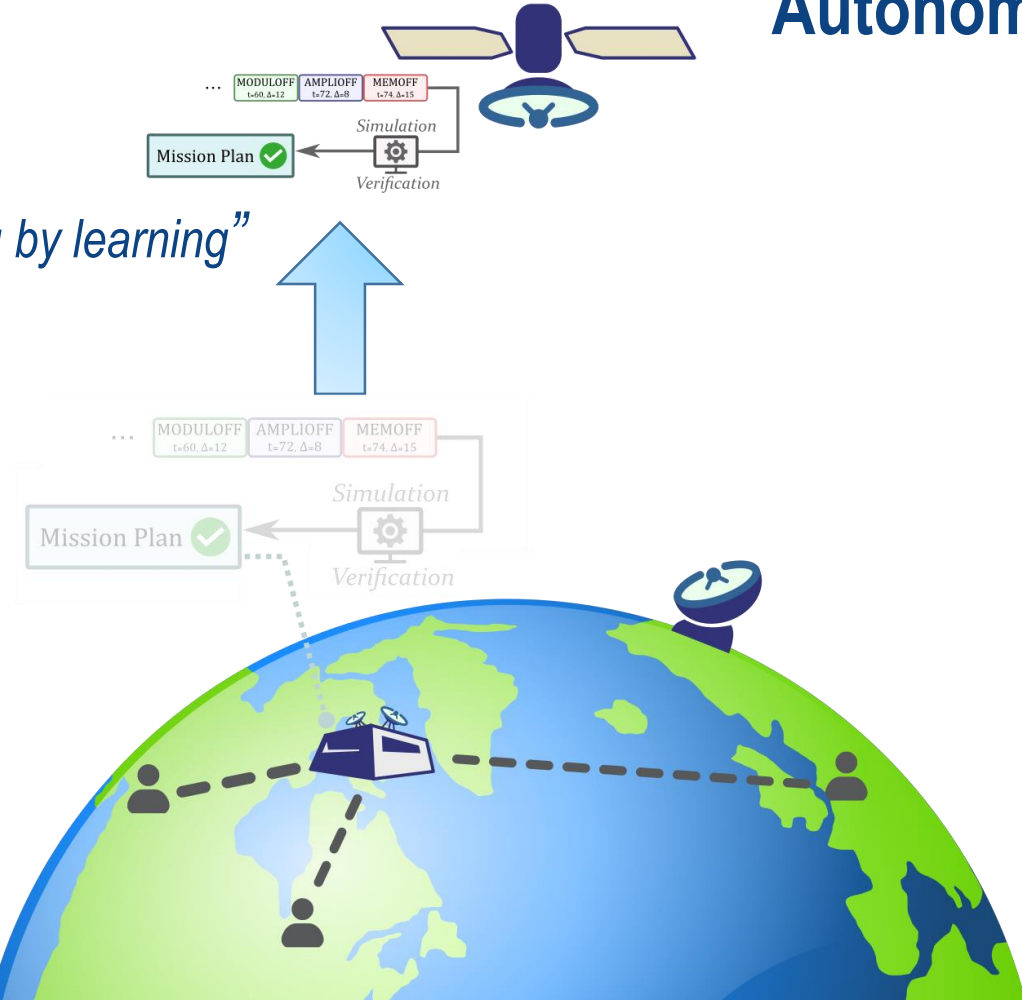 Autonom
... MODULOFF AMPLIOFF MEMOFF
t=60, Δ=12 t=72, Δ=8 t=74, Δ=15
Simulation
Mission Plan
Verification
by learning”
... MODULOFF AMPLIOFF MEMOFF
t=60, Δ=12 t=72, Δ=8 t=74, Δ=15
Simulation
Mission Plan
Verification